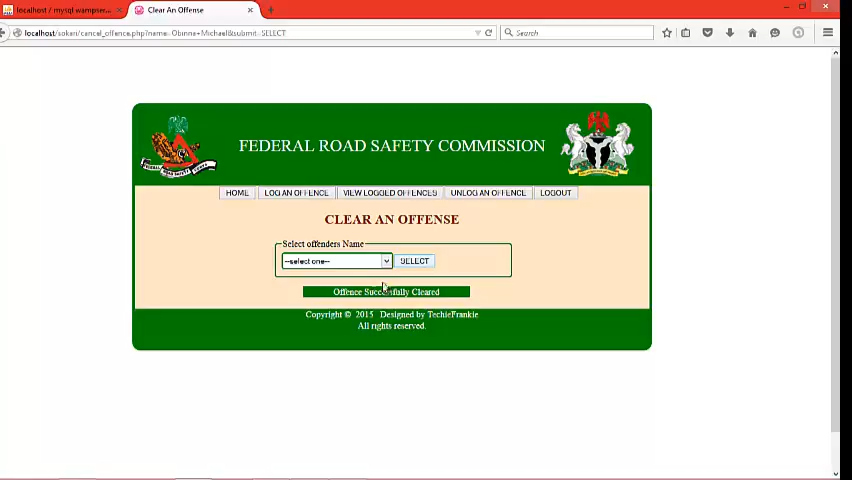 localhost / mysql wampser...
Clear An Offense
localhost/sokari/cancel_offence.php?name=Obinna+Michael&submit=SELECT
Search
FEDERAL ROAD SAFETY COMMISSION
HOME
LOG AN OFFENCE
VIEW LOGGED OFFENCES
UNLOG AN OFFENCE
LOGOUT
CLEAR AN OFFENSE
Select offenders Name
--select one--
SELECT
Offence Successfully Cleared
Copyright © 2015 Designed by TechieFrankie
All rights reserved.